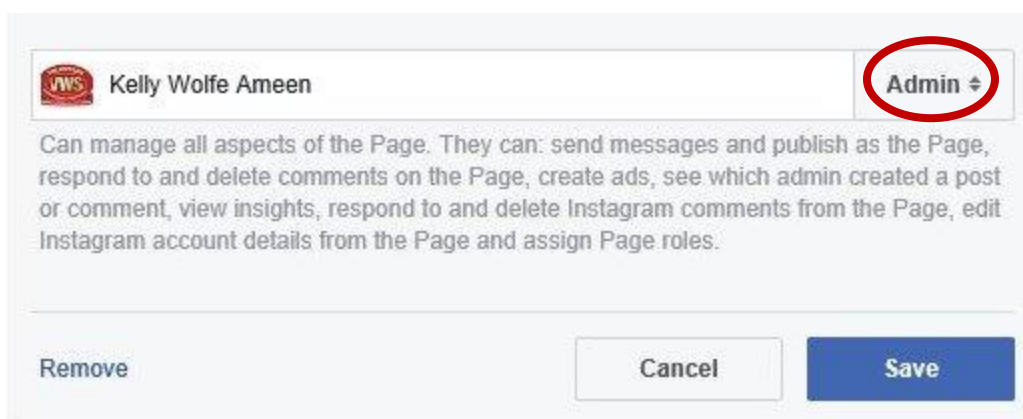 VWS
Kelly Wolfe Ameen
Admin
Can manage all aspects of the Page. They can: send messages and publish as the Page,
respond to and delete comments on the Page, create ads, see which admin created a post
or comment, view insights, respond to and delete Instagram comments from the Page, edit
Instagram account details from the Page and assign Page roles.
Remove
Cancel
Save